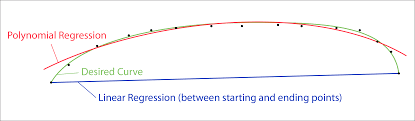 Polynomial Regression
Desired Curve
Linear Regression (between starting and ending points)